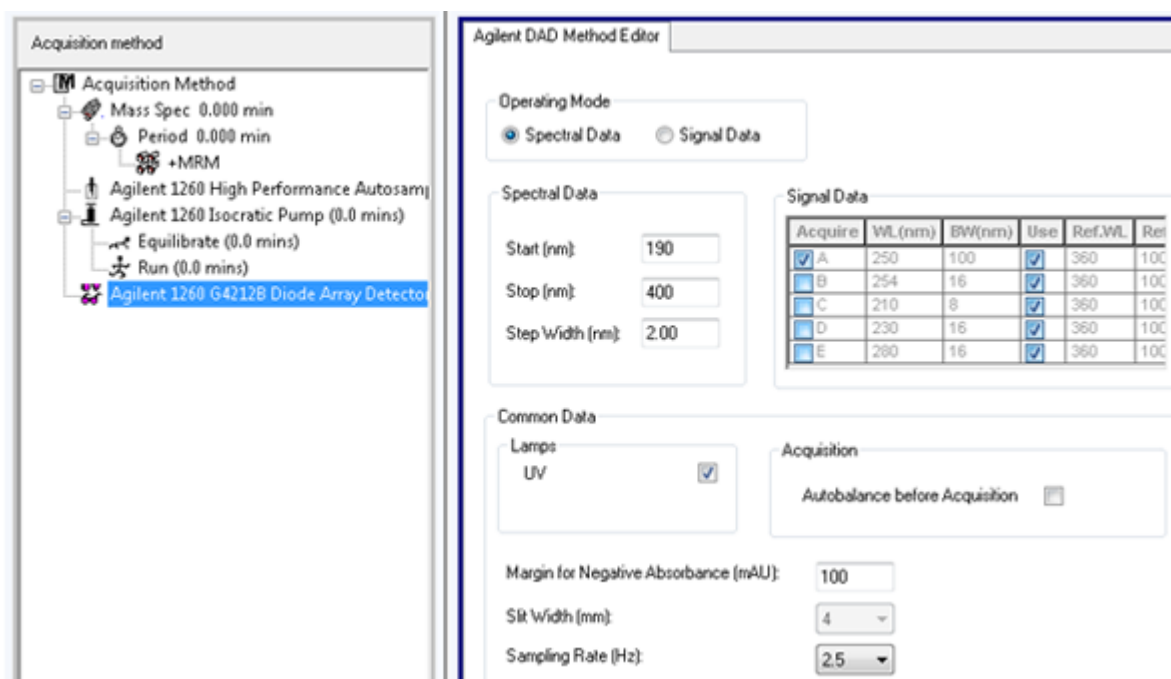 Acquisition method
Acquisition Method
Mass Spec 0.000 min
Period 0.000 min
+MRM
Agilent 1260 High Performance Autosam
Agilent 1260 Isocratic Pump (0.0 mins)
Equilibrate (0.0 mins)
Run (0.0 mins)
Agilent 1260 G4212B Diode Array Detector
Agilent DAD Method Editor
Operating Mode
Spectral Data Signal Data
Spectral Data
Start (nm): 190
Stop (nm): 400
Step Width (nm): 2.00
Signal Data
Acquire WL(nm) BW(nm) Use Ref.WL Ref
A 250 100 360 100
B 254 16 360 100
C 210 8 360 100
D 230 16 360 100
E 280 16 360 100
Common Data
Lamps
UV
Acquisition
Autobalance before Acquisition
Margin for Negative Absorbance (mAU): 100
Slit Width (mm): 4
Sampling Rate (Hz): 2.5